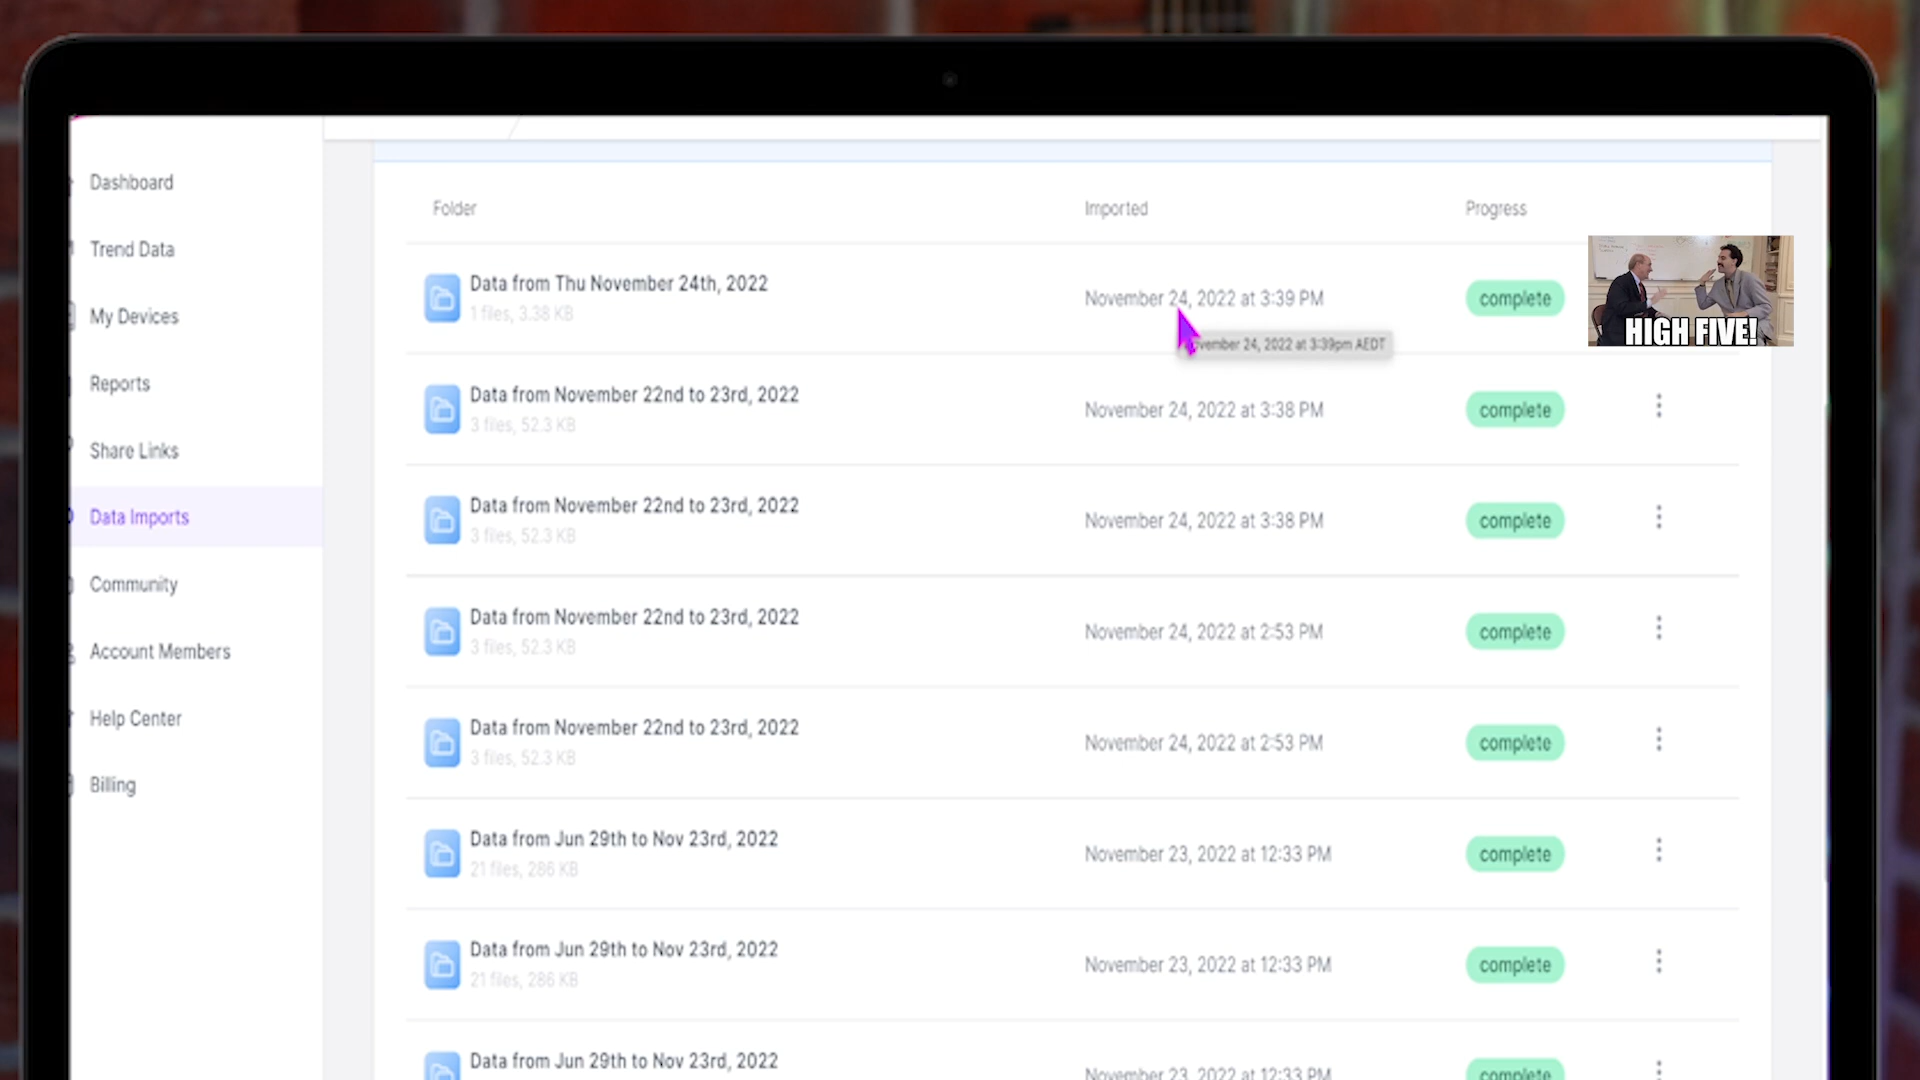 Dashboard
Trend Data
My Devices
Reports
Share Links
Data Imports
Community
Account Members
Help Center
Billing
Folder Imported Progress
Data from Thu November 24th, 2022
1 files, 3.38 KB
November 24, 2022 at 3:39 PM
complete
HIGH FIVE!
November 24, 2022 at 3:39pm AEDT
Data from November 22nd to 23rd, 2022
3 files, 52.3 KB
November 24, 2022 at 3:38 PM
complete
Data from November 22nd to 23rd, 2022
3 files, 52.3 KB
November 24, 2022 at 3:38 PM
complete
Data from November 22nd to 23rd, 2022
3 files, 52.3 KB
November 24, 2022 at 2:53 PM
complete
Data from November 22nd to 23rd, 2022
3 files, 52.3 KB
November 24, 2022 at 2:53 PM
complete
Data from Jun 29th to Nov 23rd, 2022
21 files, 286 KB
November 23, 2022 at 12:33 PM
complete
Data from Jun 29th to Nov 23rd, 2022
21 files, 286 KB
November 23, 2022 at 12:33 PM
complete
Data from Jun 29th to Nov 23rd, 2022
November 23, 2022 at 12:33 PM
complete